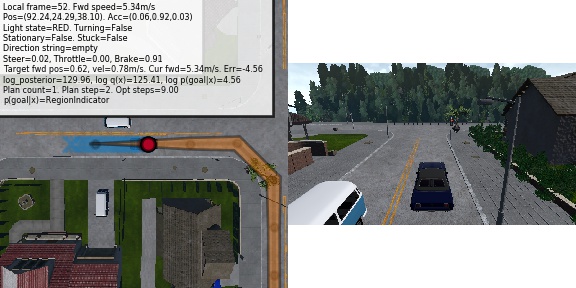 Local frame=52. Fwd speed=5.34m/s
Pos=(92.24,24.29,38.10). Acc=(0.06,0.92,0.03)
Light state=RED. Turning=False
Stationary=False. Stuck=False
Direction string=empty
Steer=0.02, Throttle=0.00, Brake=0.91
Target fwd pos=0.62, vel=0.78m/s. Cur fwd=5.34m/s. Err=-4.56
log_posterior=129.96, log q(x)=125.41, log p(goal|x)=4.56
Plan count=1. Plan step=2. Opt steps=9.00
p(goal|x)=RegionIndicator